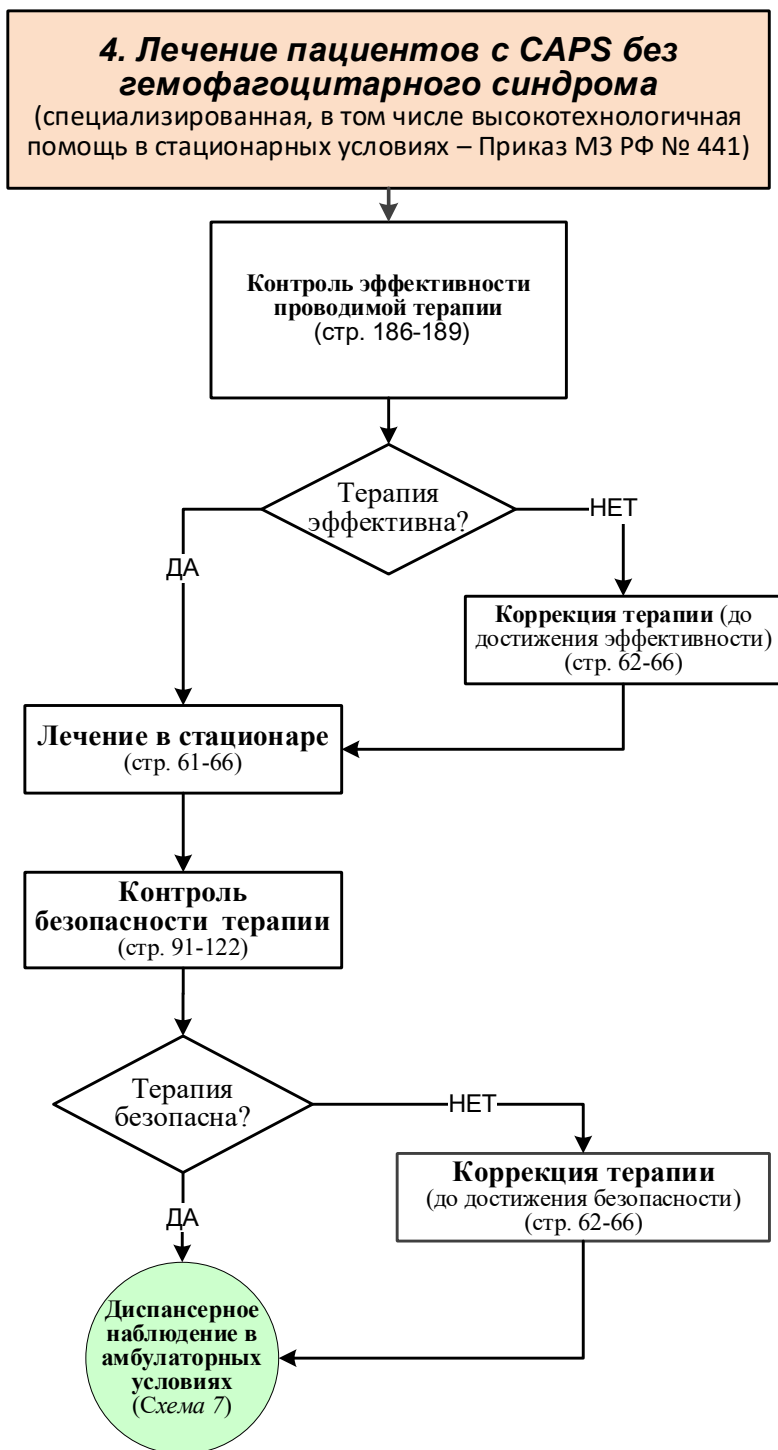 4. Лечение пациентов с CAPS без
гемофагоцитарного синдрома
(специализированная, в том числе высокотехнологичная
помощь в стационарных условиях – Приказ МЗ РФ № 441)
Контроль эффективности
проводимой терапии
(стр. 186-189)
Терапия
эффективна?
НЕТ
ДА
Коррекция терапии (до
достижения эффективности)
(стр. 62-66)
Лечение в стационаре
(стр. 61-66)
Контроль
безопасности терапии
(стр. 91-122)
Терапия
безопасна?
НЕТ
Коррекция терапии
(до достижения безопасности)
(стр. 62-66)
ДА
Диспансерное
наблюдение в
амбулаторных
условиях
(Схема 7)